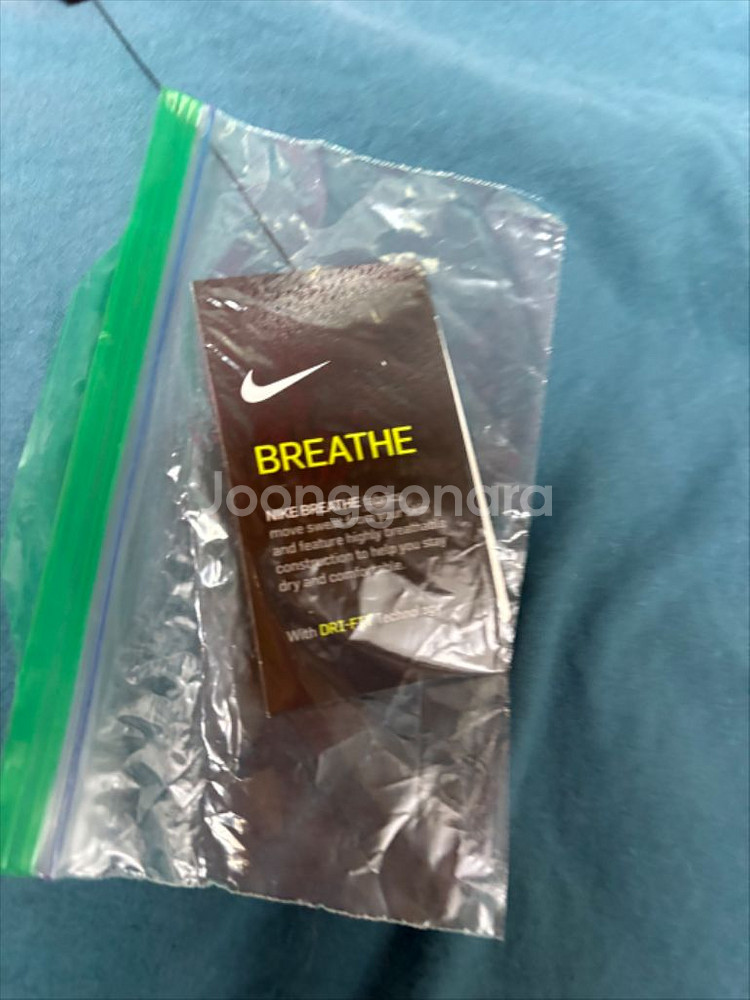 BREATHE
Joonggonara
NIKE BREATHE
move
and feature highly breathable
construction to help you stay
dry and comfortable.
With DRI-FIT Technology